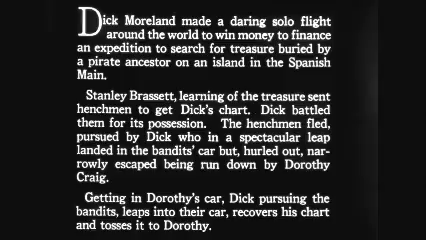 Dick Moreland made a daring solo flight
around the world to win money to finance
an expedition to search for treasure buried by
a pirate ancestor on an island in the Spanish
Main.
Stanley Brassett, learning of the treasure sent
henchmen to get Dick's chart. Dick battled
them for its possession. The henchmen fled,
pursued by Dick who in a spectacular leap
landed in the bandits' car but, hurled out, nar-
rowly escaped being run down by Dorothy
Craig.
Getting in Dorothy's car, Dick pursuing the
bandits, leaps into their car, recovers his chart
and tosses it to Dorothy.